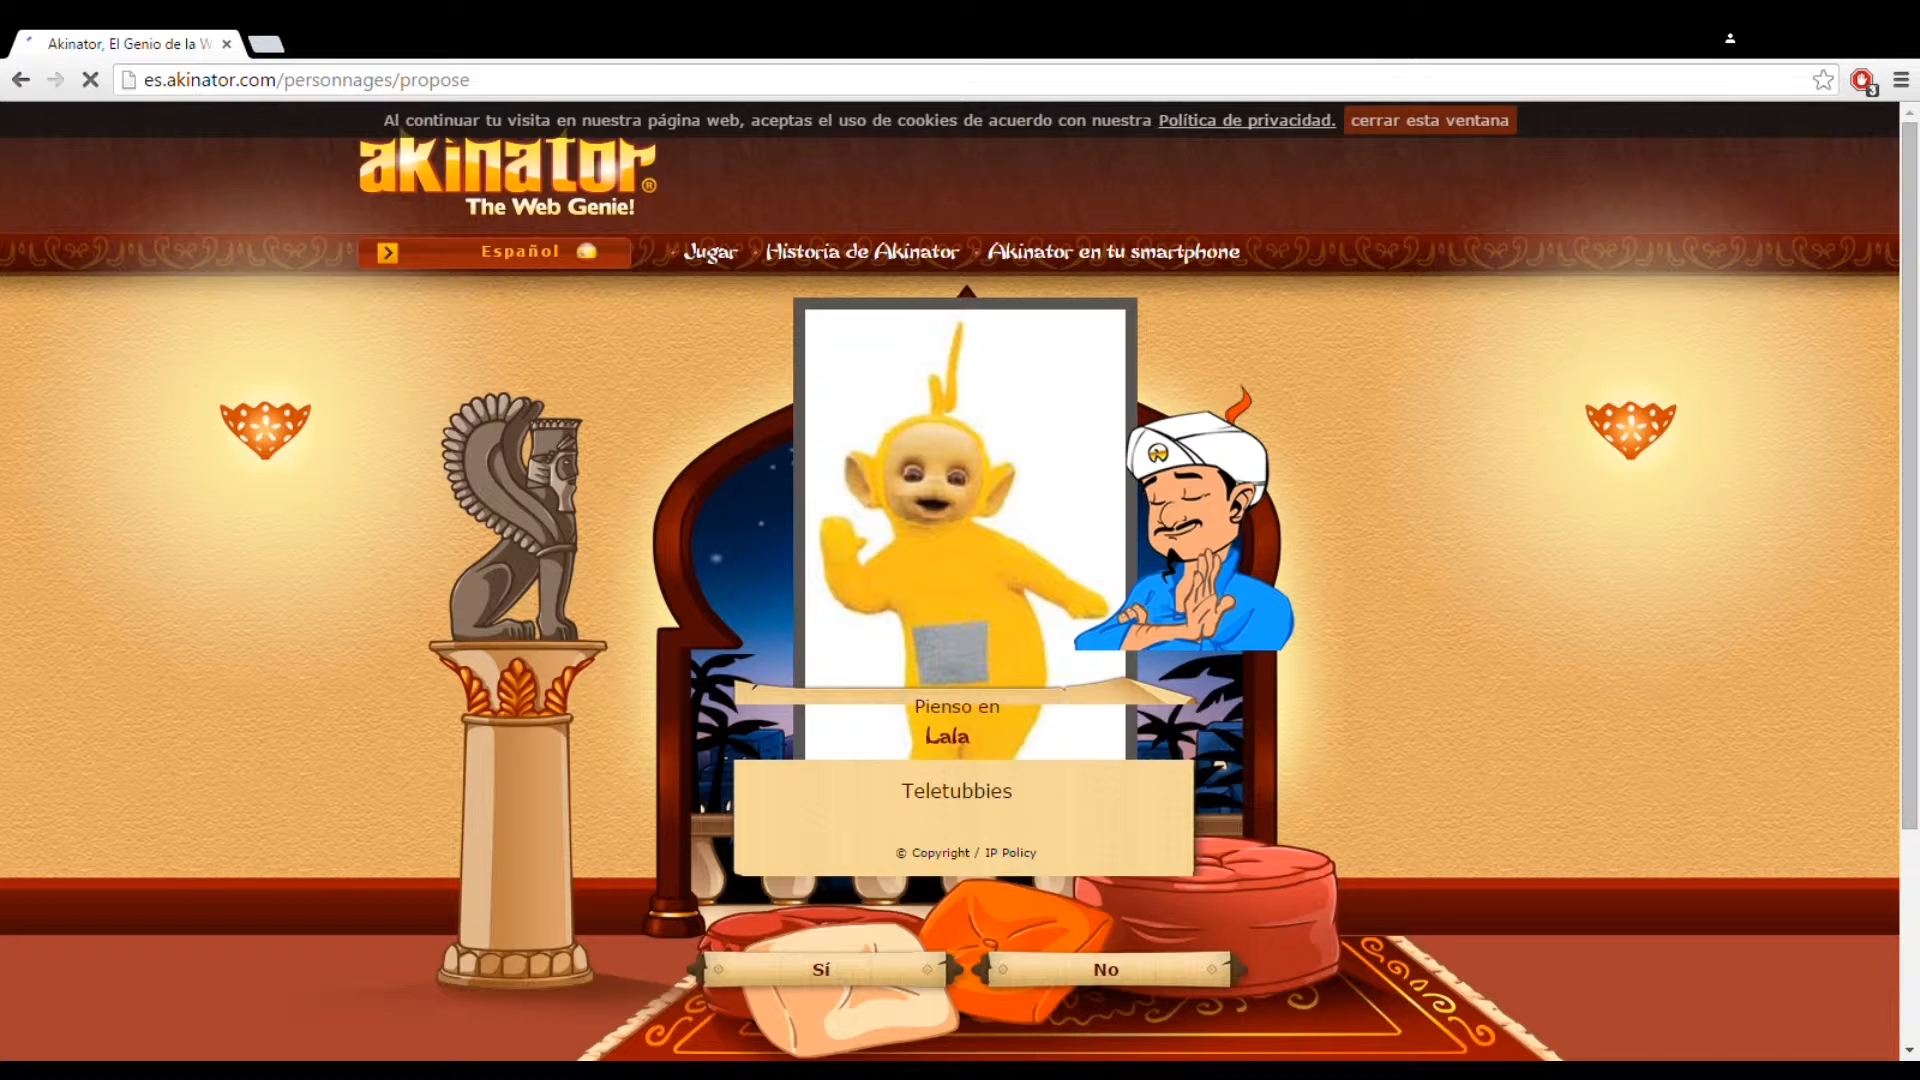 Akinator, El Genio de la W
es.akinator.com/personnages/propose
3
Al continuar tu visita en nuestra página web, aceptas el uso de cookies de acuerdo con nuestra Política de privacidad. cerrar esta ventana
akinator®
The Web Genie!
Español
· Jugar · Historia de Akinator · Akinator en tu smartphone
Pienso en
Lala
Teletubbies
© Copyright / IP Policy
Sí
No